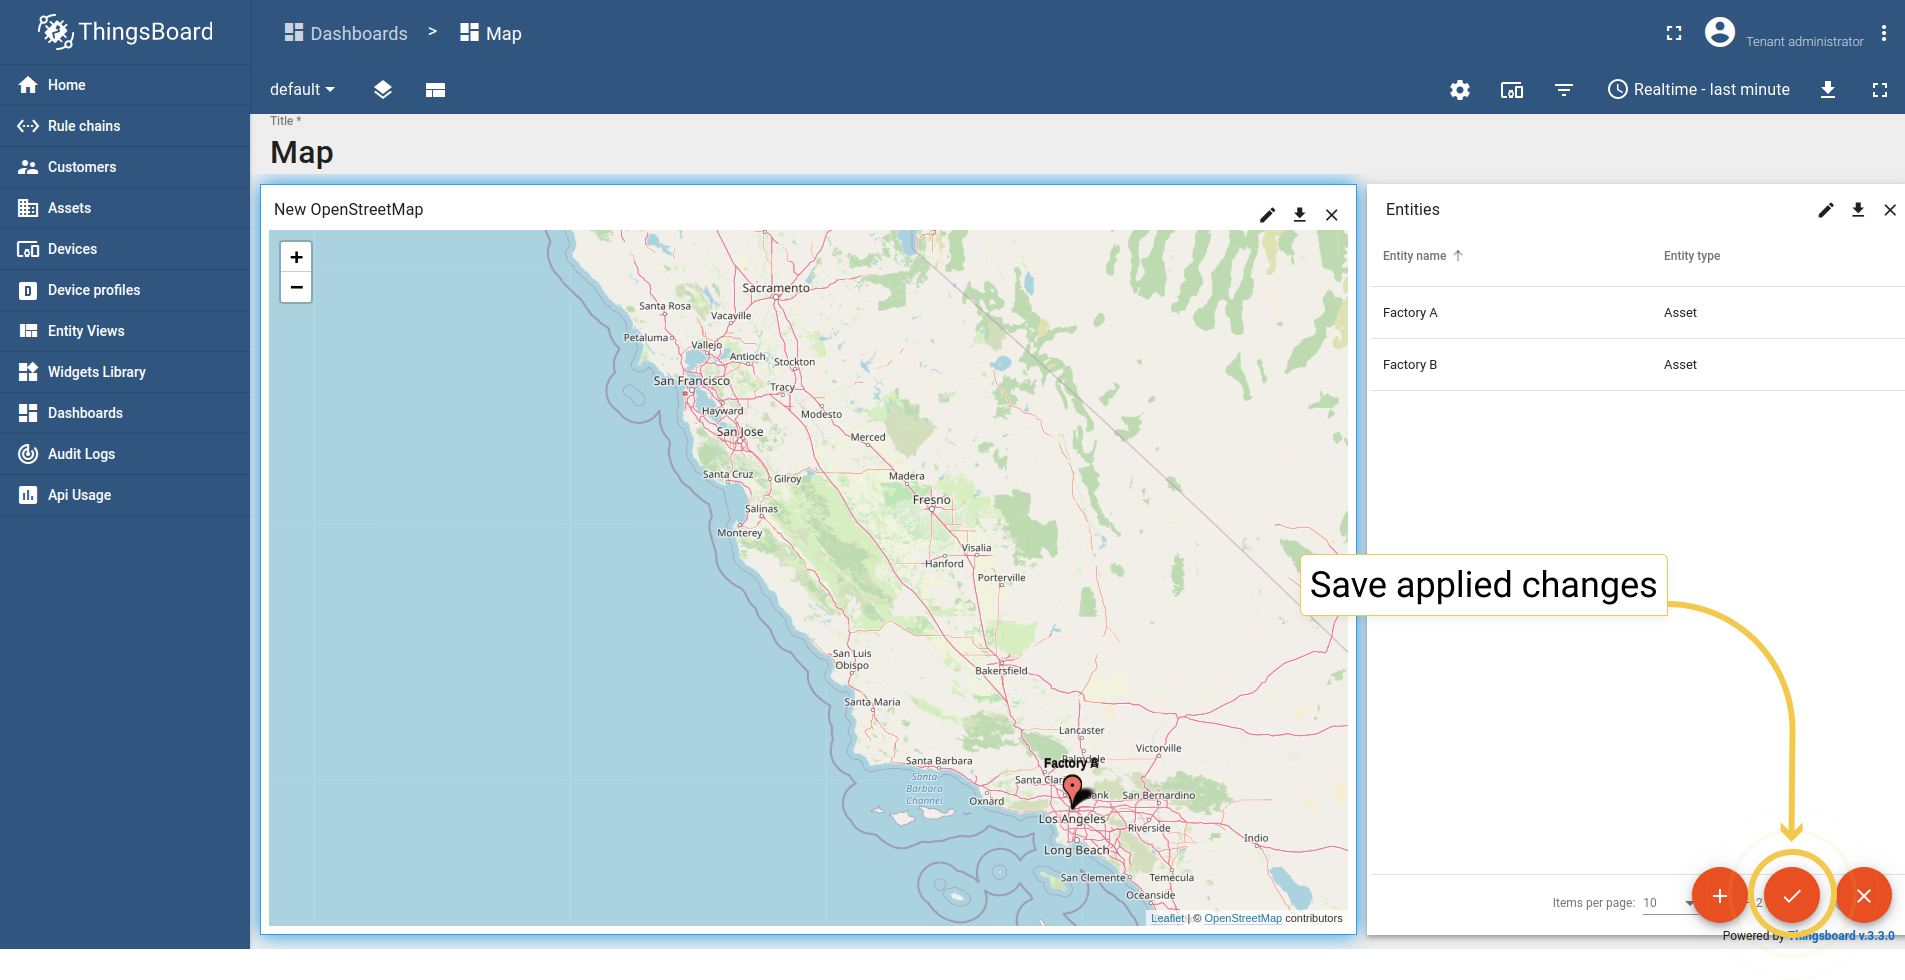 ThingsBoard
Dashboards > Map
Tenant administrator
Home
Rule chains
Customers
Assets
Devices
Device profiles
Entity Views
Widgets Library
Dashboards
Audit Logs
Api Usage
default
Realtime - last minute
Title *
Map
New OpenStreetMap
+
−
Sacramento
Santa Rosa
Vacaville
Petaluma
Vallejo
Antioch
Stockton
San Francisco
Tracy
Hayward
Modesto
San Jose
Merced
Santa Cruz
Gilroy
Madera
Fresno
Salinas
Monterey
Visalia
Hanford
Porterville
San Luis
Obispo
Bakersfield
Santa Maria
Lancaster
Victorville
Santa Barbara
Factory A
Santa
Barbara
Channel
Oxnard
San Bernardino
Los Angeles
Riverside
Indio
Long Beach
San Clemente
Temecula
Oceanside
Leaflet | © OpenStreetMap contributors
Entities
Entity name
Entity type
Factory A
Asset
Factory B
Asset
Save applied changes
Items per page: 10
Powered by Thingsboard v.3.3.0